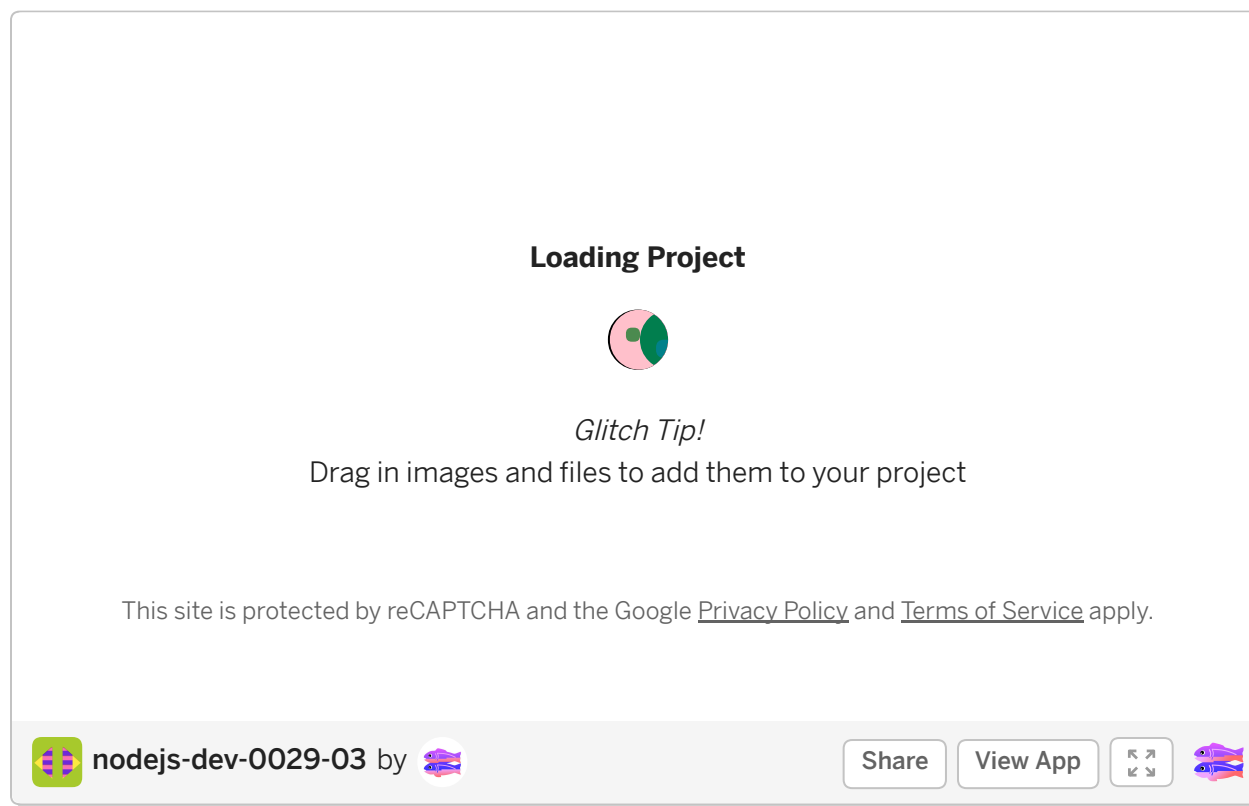 Loading Project
Glitch Tip!
Drag in images and files to add them to your project
This site is protected by reCAPTCHA and the Google Privacy Policy and Terms of Service apply.
nodejs-dev-0029-03 by
Share
View App